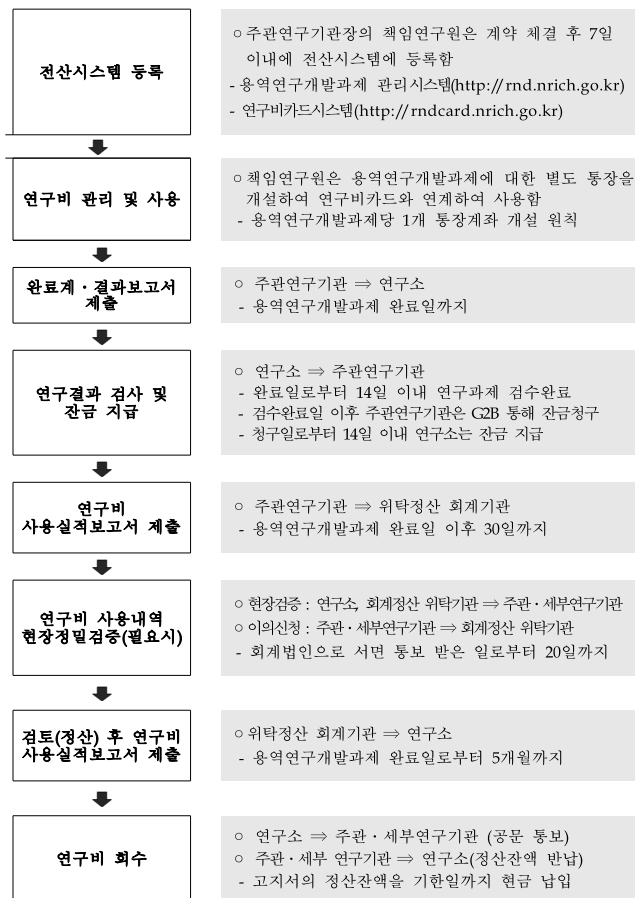 전산시스템 등록
○ 주관연구기관장의 책임연구원은 계약 체결 후 7일
이내에 전산시스템에 등록함
- 용역연구개발과제 관리시스템(http://rnd.nrich.go.kr)
- 연구비카드시스템(http://rndcard.nrich.go.kr)
연구비 관리 및 사용
○ 책임연구원은 용역연구개발과제에 대한 별도 통장을
개설하여 연구비카드와 연계하여 사용함
- 용역연구개발과제당 1개 통장계좌 개설 원칙
완료계・결과보고서
제출
○ 주관연구기관 ⇒ 연구소
- 용역연구개발과제 완료일까지
연구결과 검사 및
잔금 지급
○ 연구소 ⇒ 주관연구기관
- 완료일로부터 14일 이내 연구과제 검수완료
- 검수완료일 이후 주관연구기관은 G2B 통해 잔금청구
- 청구일로부터 14일 이내 연구소는 잔금 지급
연구비
사용실적보고서 제출
○ 주관연구기관 ⇒ 위탁정산 회계기관
- 용역연구개발과제 완료일 이후 30일까지
연구비 사용내역
현장정밀검증(필요시)
○ 현장검증 : 연구소, 회계정산 위탁기관 ⇒ 주관・세부연구기관
○ 이의신청 : 주관・세부연구기관 ⇒ 회계정산 위탁기관
- 회계법인으로 서면 통보 받은 일로부터 20일까지
검토(정산) 후 연구비
사용실적보고서 제출
○ 위탁정산 회계기관 ⇒ 연구소
- 용역연구개발과제 완료일로부터 5개월까지
연구비 회수
○ 연구소 ⇒ 주관・세부연구기관 (공문 통보)
○ 주관・세부 연구기관 ⇒ 연구소(정산잔액 반납)
- 고지서의 정산잔액을 기한일까지 현금 납입